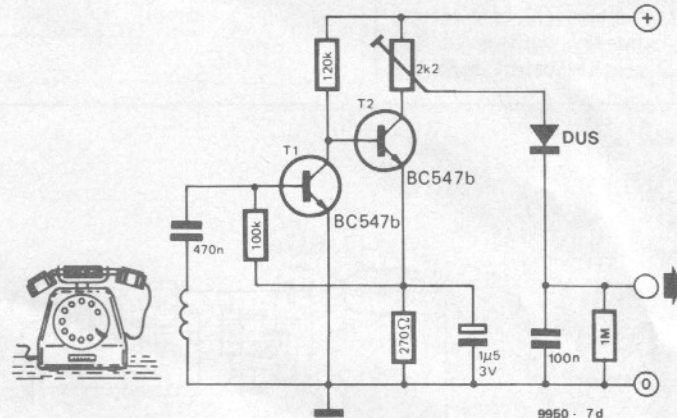 +
120k
2k2
T2
DUS
T1
BC547b
BC547b
470n
100k
270Ω
1µ5
3V
100n
1M
0
9950 - 7d